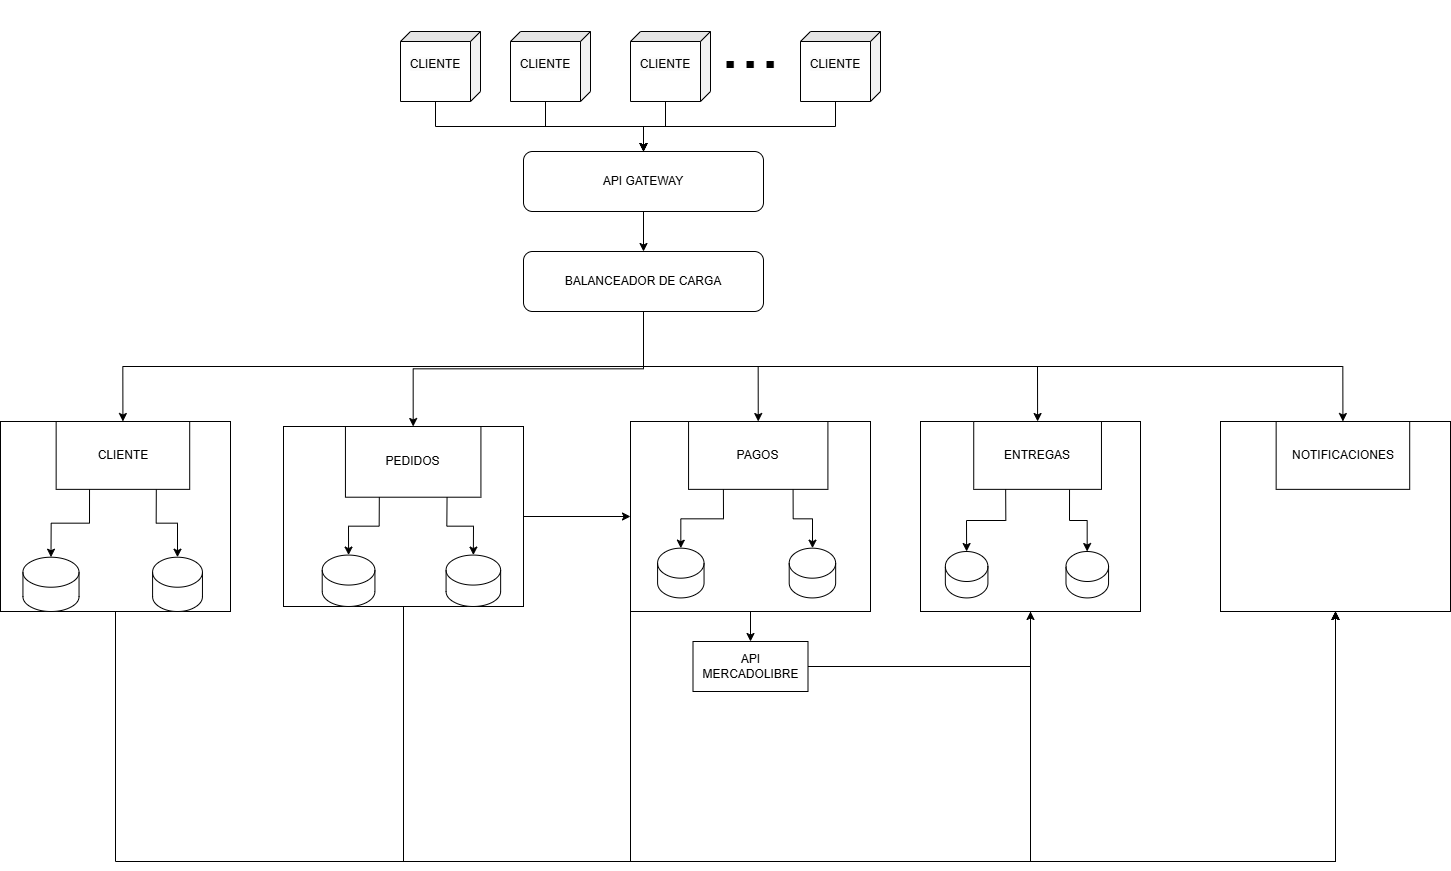 CLIENTE
CLIENTE
CLIENTE
CLIENTE
API GATEWAY
BALANCEADOR DE CARGA
CLIENTE
PEDIDOS
PAGOS
ENTREGAS
NOTIFICACIONES
API
MERCADOLIBRE